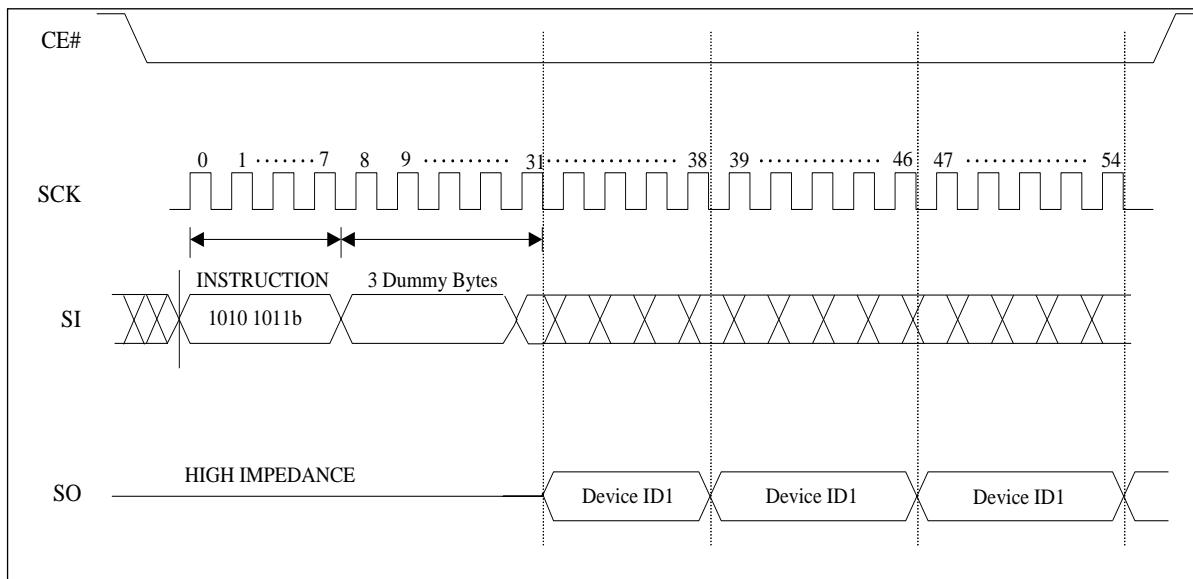 CE#
0 1 ······· 7 8 9 ·········· 31 ·············· 38 39 ············· 46 47 ············· 54
SCK
INSTRUCTION 3 Dummy Bytes
SI 1010 1011b
HIGH IMPEDANCE
SO Device ID1 Device ID1 Device ID1